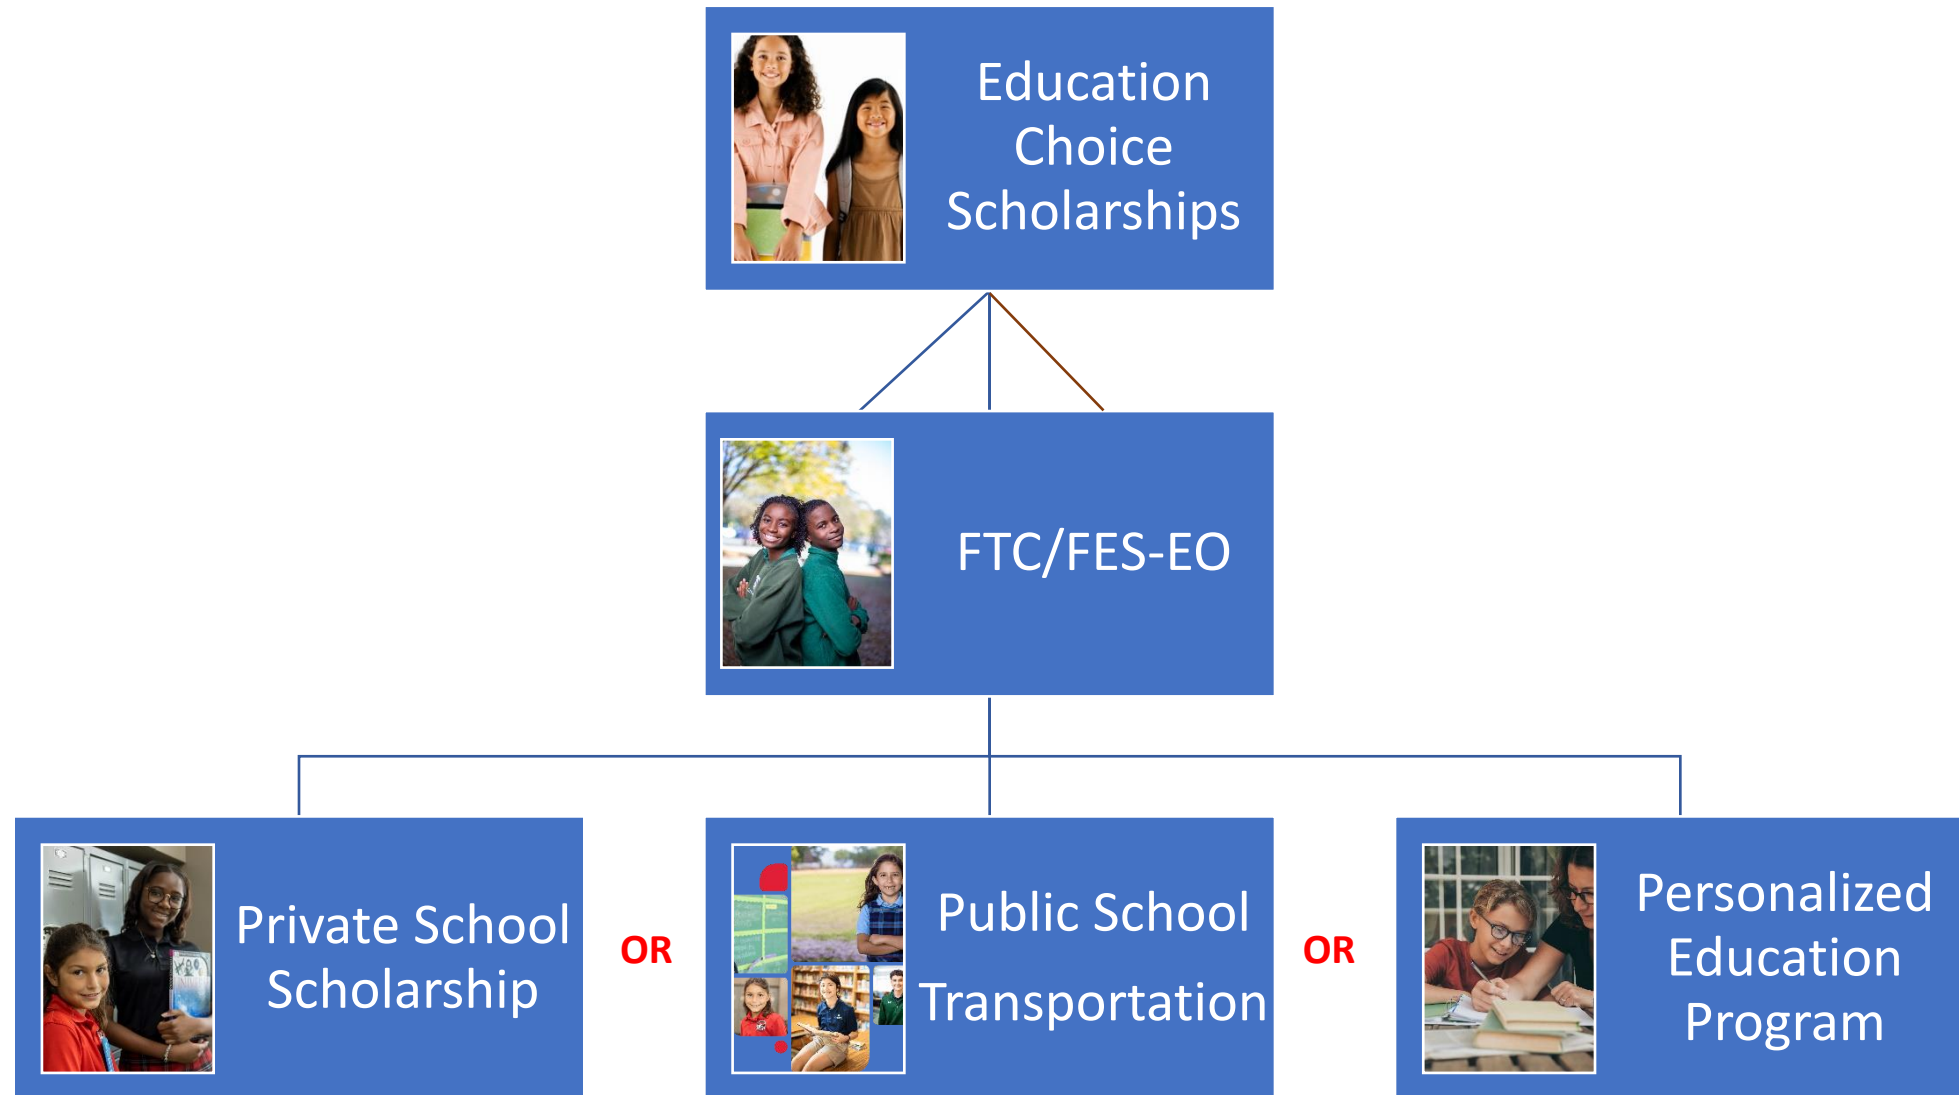 Education
Choice
Scholarships
FTC/FES-EO
Private School
Scholarship
OR
Public School
Transportation
OR
Personalized
Education
Program